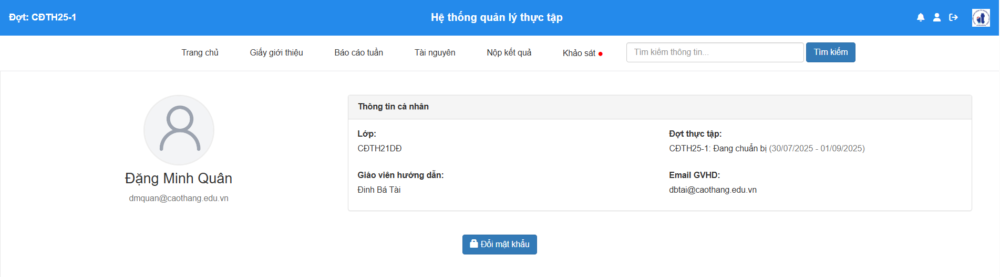 Đợt: CĐTH25-1
Hệ thống quản lý thực tập
Trang chủ
Giấy giới thiệu
Báo cáo tuần
Tài nguyên
Nộp kết quả
Khảo sát
Tìm kiếm thông tin...
Tìm kiếm
Đặng Minh Quân
dmquan@caothang.edu.vn
Thông tin cá nhân
Lớp:
CĐTH21DĐ
Đợt thực tập:
CĐTH25-1: Đang chuẩn bị (30/07/2025 - 01/09/2025)
Giáo viên hướng dẫn:
Đinh Bá Tài
Email GVHD:
dbtai@caothang.edu.vn
Đổi mật khẩu